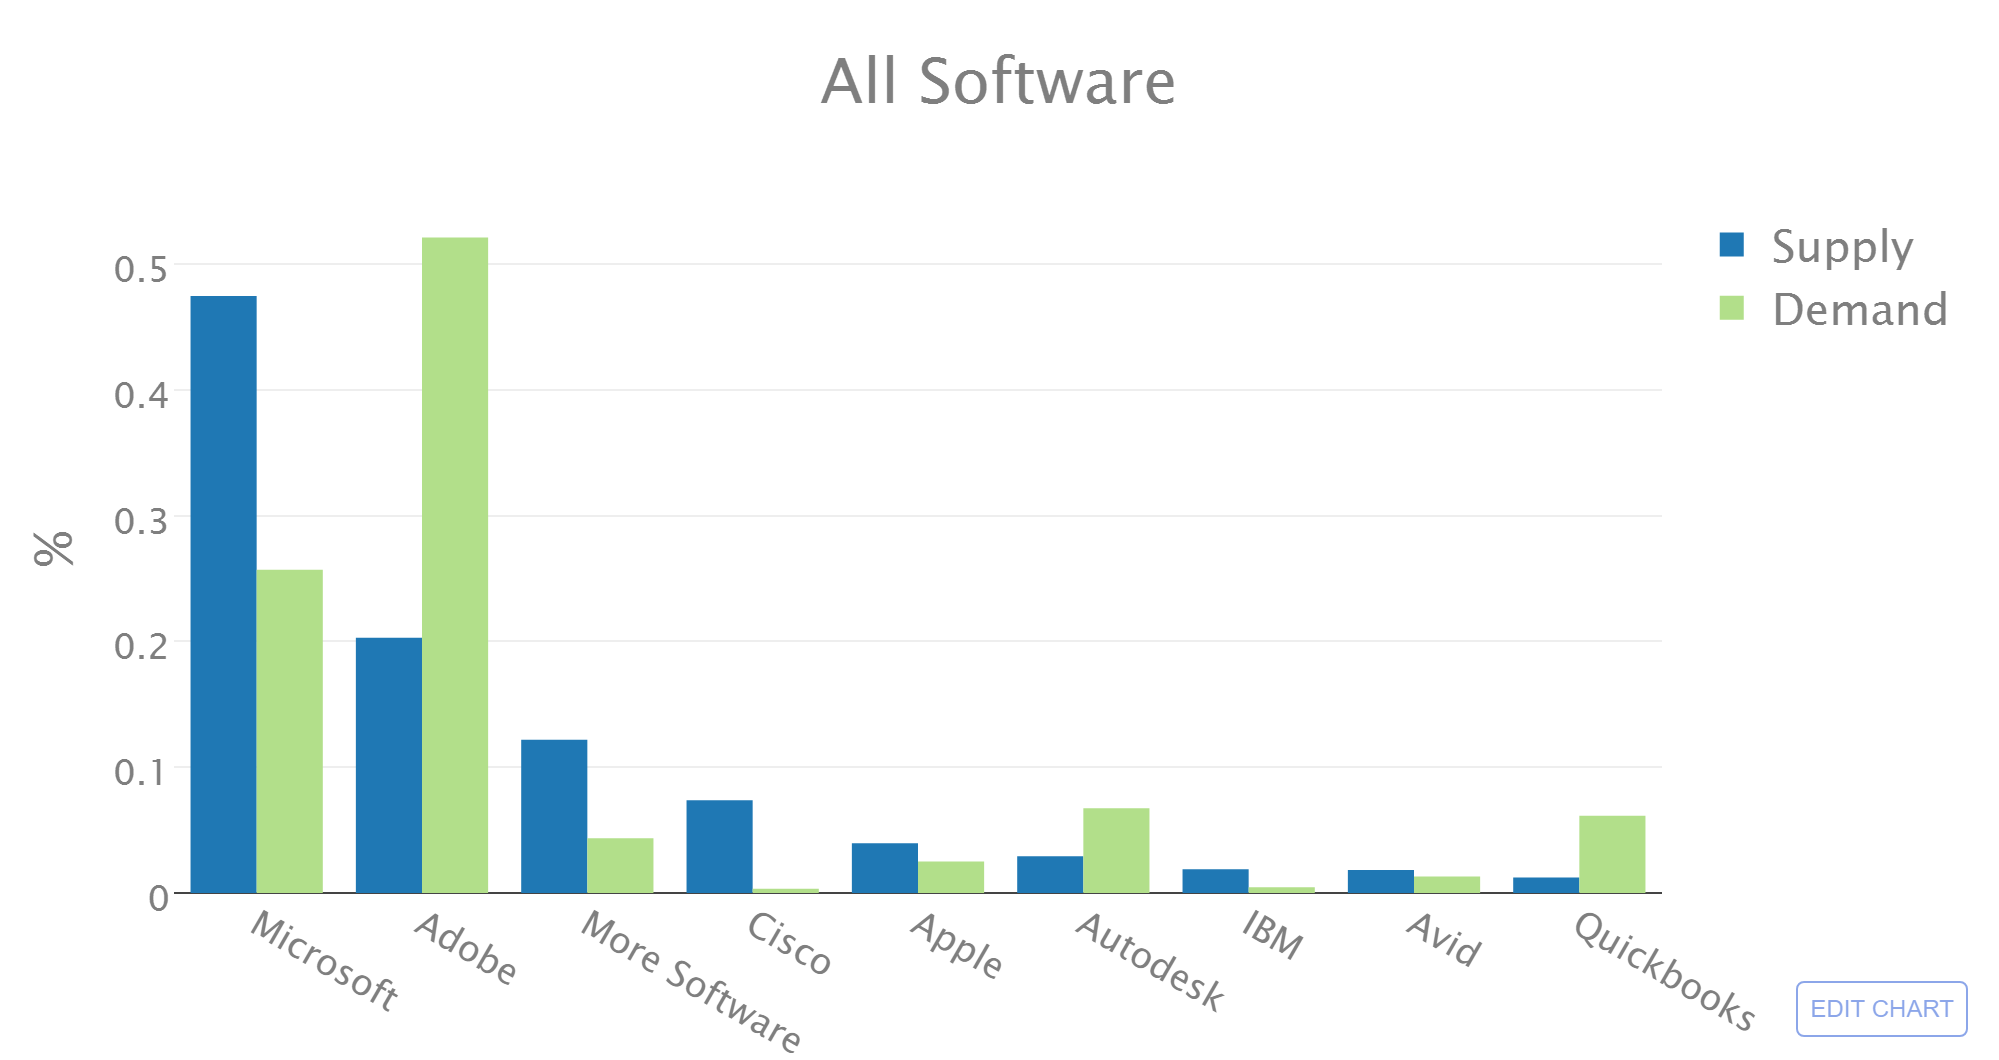 All Software
Supply
Demand
%
0.5
0.4
0.3
0.2
0.1
0
Microsoft
Adobe
More Software
Cisco
Apple
Autodesk
IBM
Avid
Quickbooks
EDIT CHART